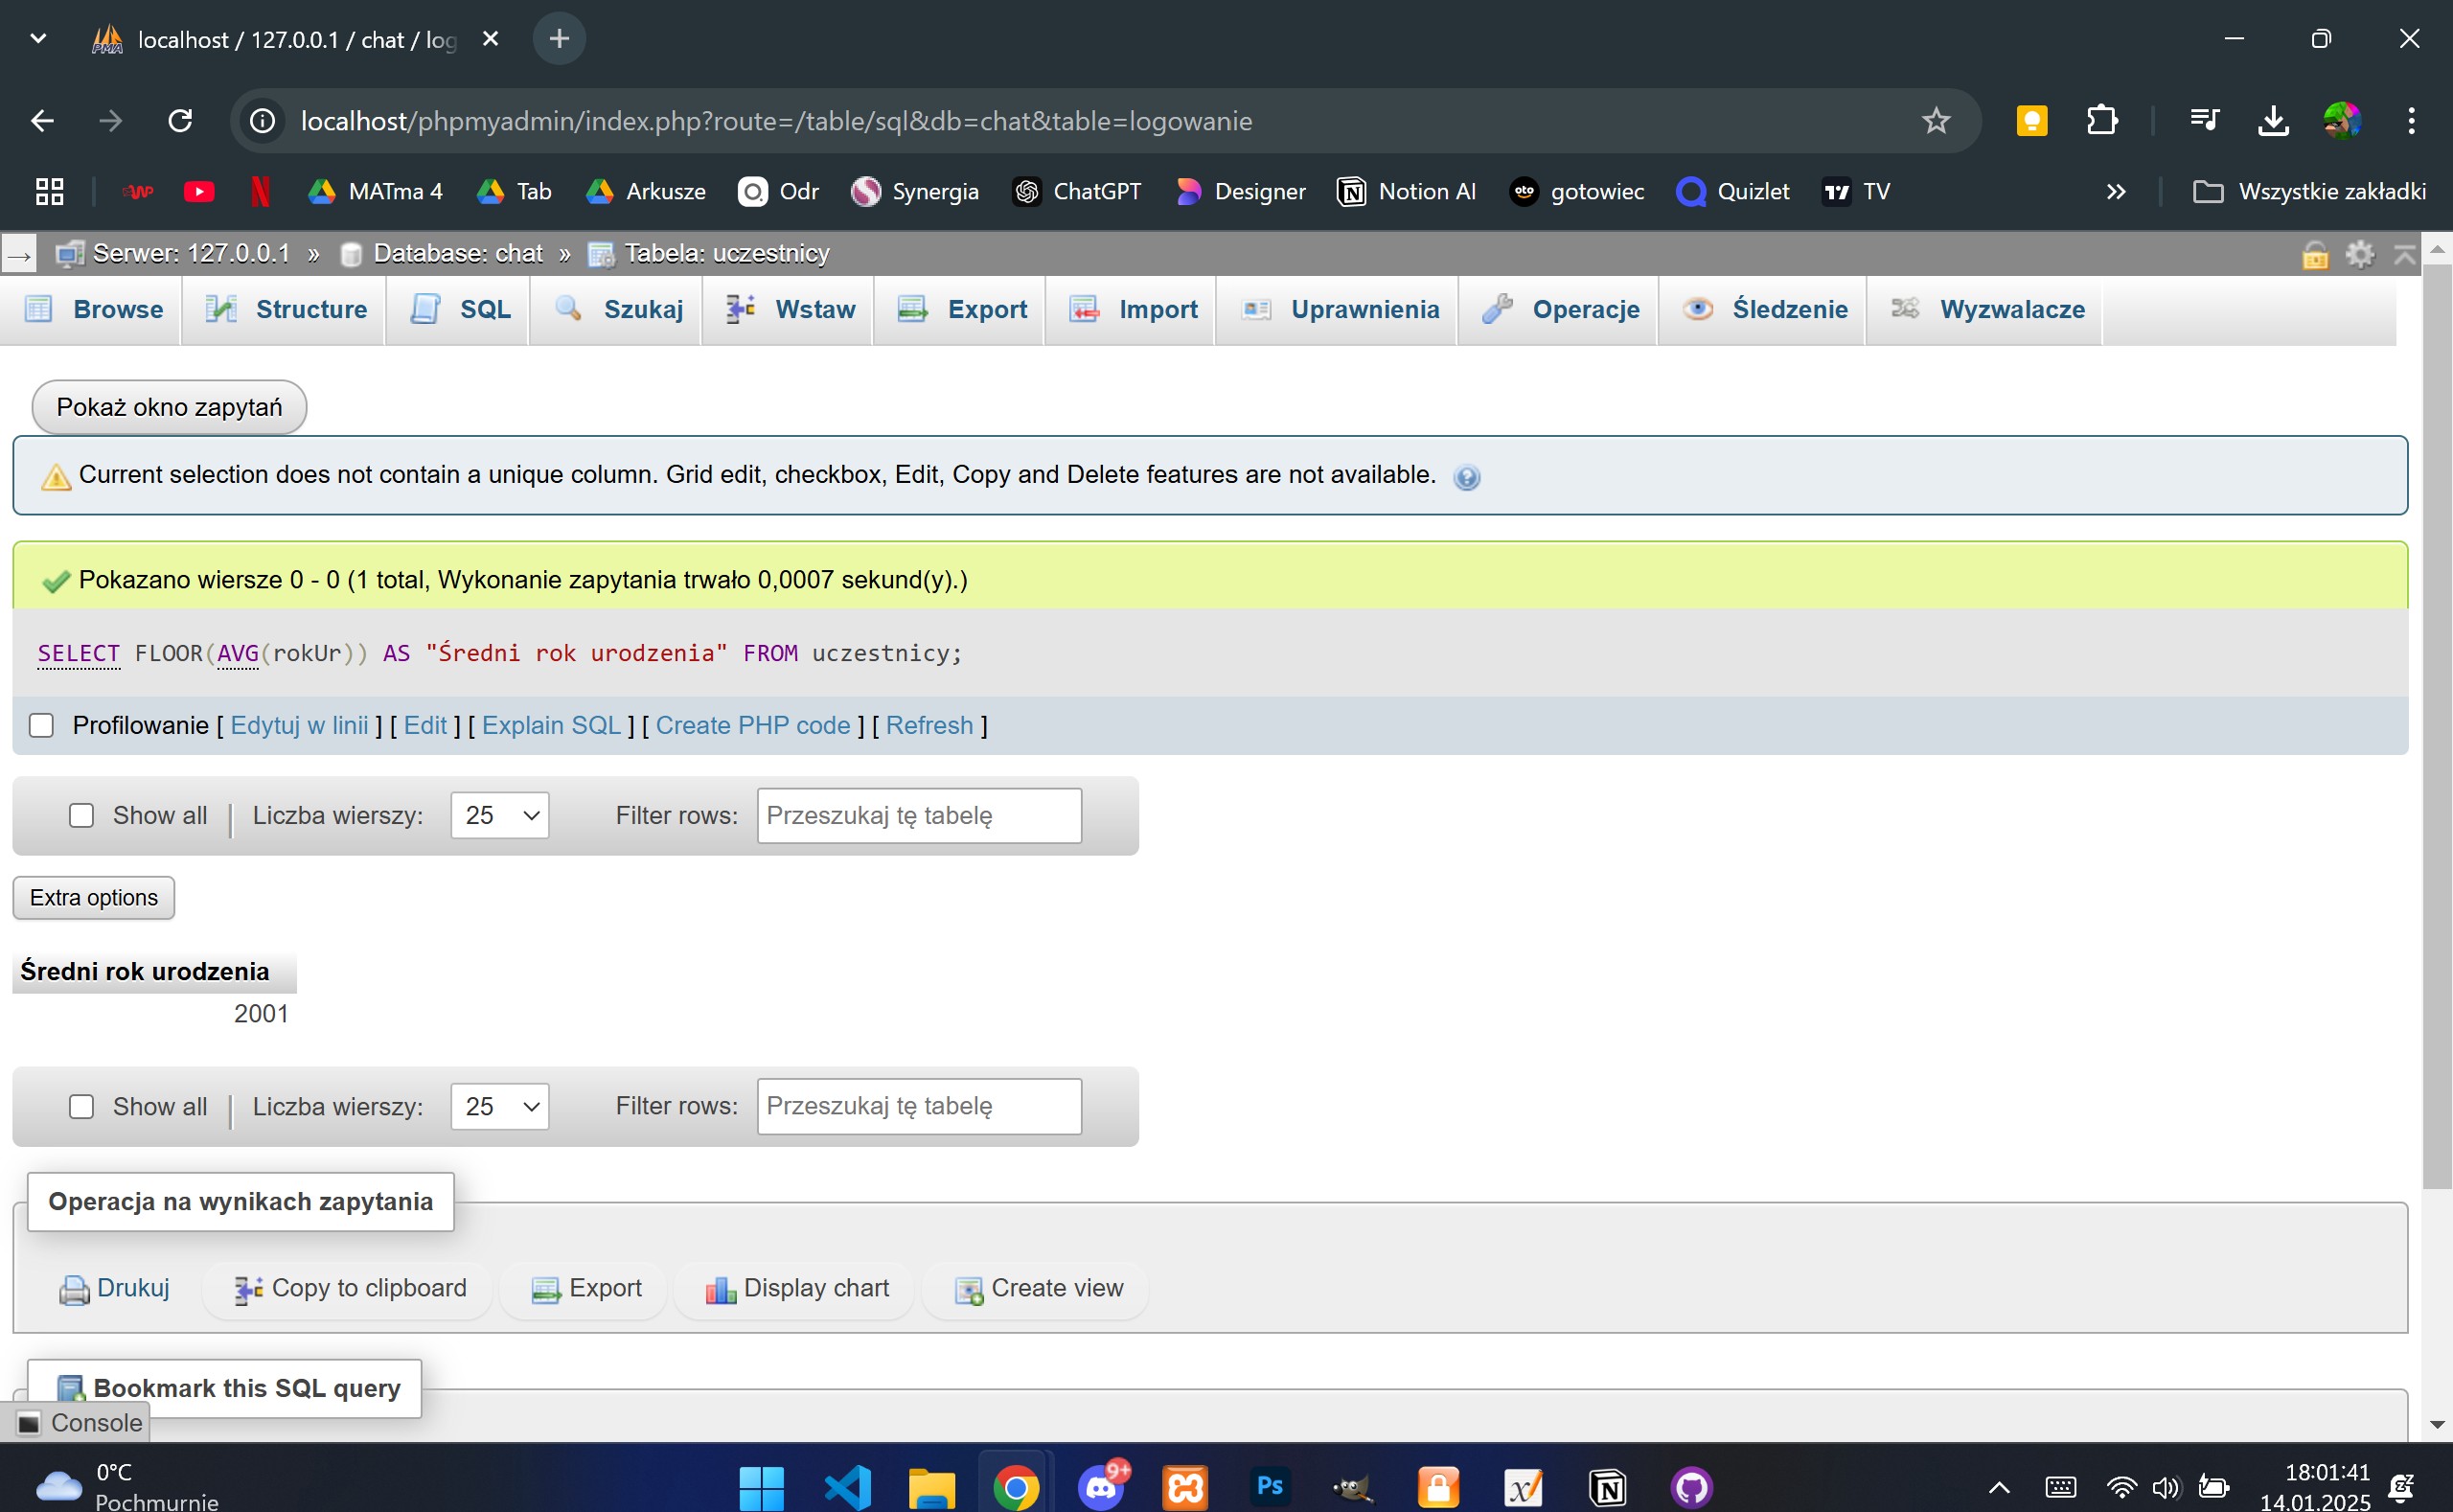 localhost / 127.0.0.1 / chat / log
localhost/phpmyadmin/index.php?route=/table/sql&db=chat&table=logowanie
WP MATma 4 Tab Arkusze Odr Synergia ChatGPT Designer Notion AI oto gotowiec Quizlet TV Wszystkie zakładki
Serwer: 127.0.0.1 » Database: chat » Tabela: uczestnicy
Browse Structure SQL Szukaj Wstaw Export Import Uprawnienia Operacje Śledzenie Wyzwalacze
Pokaż okno zapytań
Current selection does not contain a unique column. Grid edit, checkbox, Edit, Copy and Delete features are not available.
Pokazano wiersze 0 - 0 (1 total, Wykonanie zapytania trwało 0,0007 sekund(y).)
SELECT FLOOR(AVG(rokUr)) AS "Średni rok urodzenia" FROM uczestnicy;
Profilowanie [ Edytuj w linii ] [ Edit ] [ Explain SQL ] [ Create PHP code ] [ Refresh ]
Show all | Liczba wierszy: 25 Filter rows: Przeszukaj tę tabelę
Extra options
Średni rok urodzenia
2001
Show all | Liczba wierszy: 25 Filter rows: Przeszukaj tę tabelę
Operacja na wynikach zapytania
Drukuj Copy to clipboard Export Display chart Create view
Bookmark this SQL query
Console
0°C
Pochmurnie
9+
Ps
18:01:41
14.01.2025